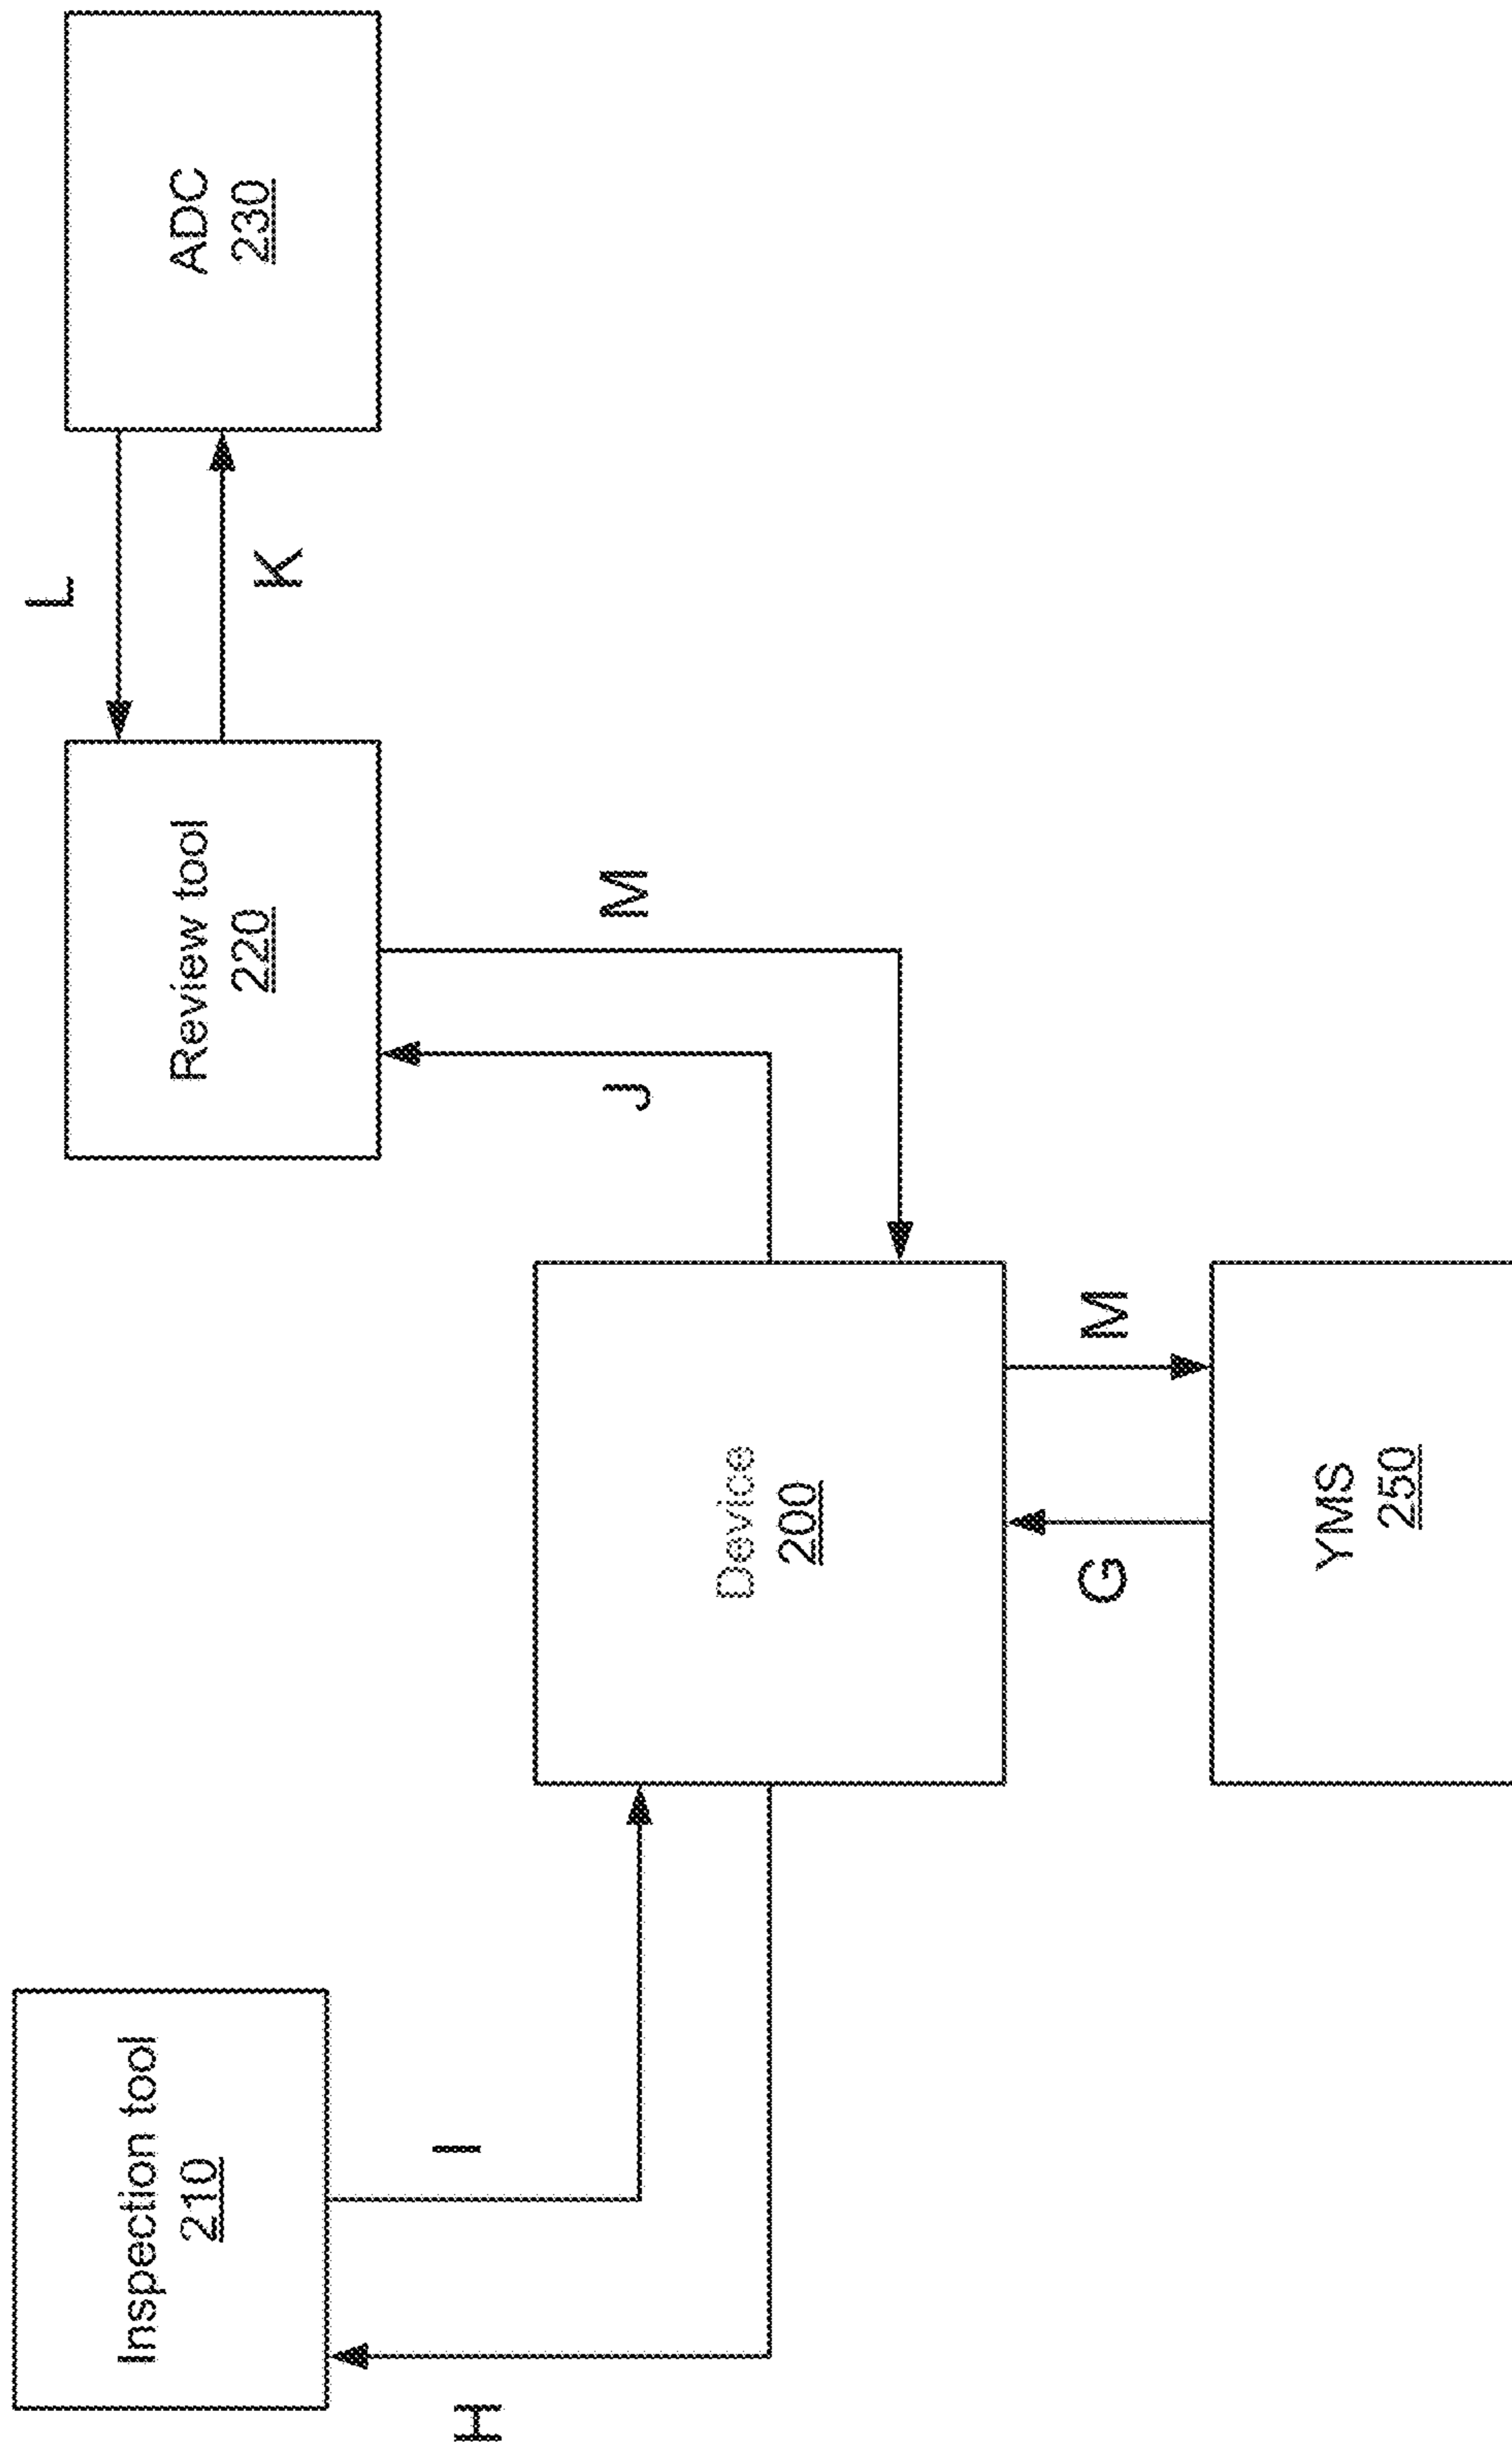 Inspection tool
210
H
I
Device
200
G
M
YMS
250
J
M
Review tool
220
L
K
ADC
230